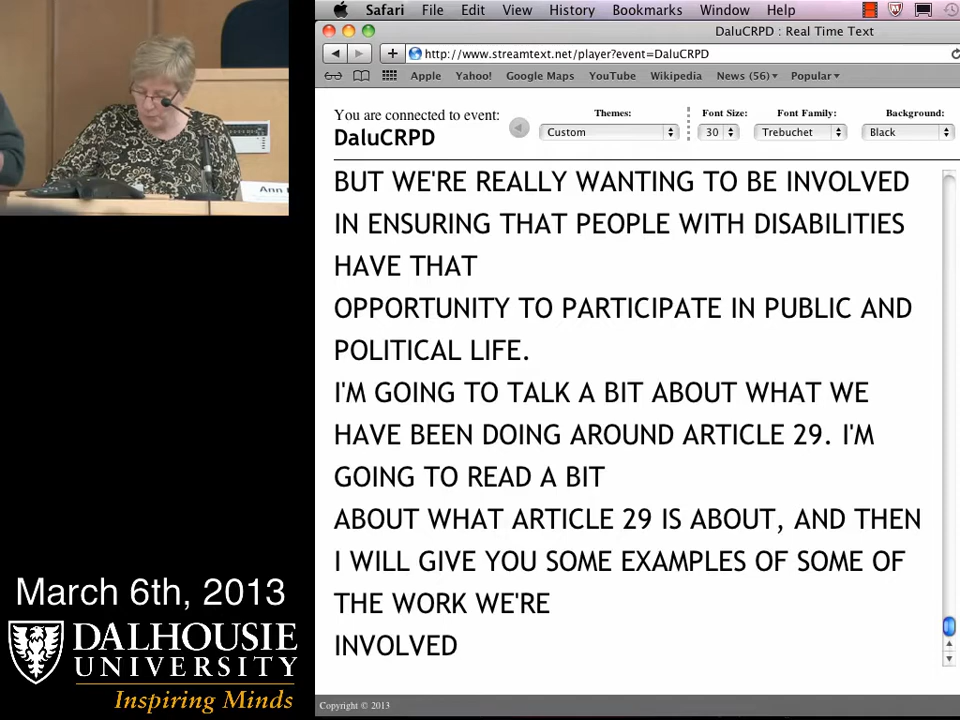 Safari File Edit View History Bookmarks Window Help
DaluCRPD : Real Time Text
http://www.streamtext.net/player?event=DaluCRPD
Apple Yahoo! Google Maps YouTube Wikipedia News (56) Popular
You are connected to event:
DaluCRPD
Themes:
Custom
Font Size:
30
Font Family:
Trebuchet
Background:
Black
BUT WE'RE REALLY WANTING TO BE INVOLVED
IN ENSURING THAT PEOPLE WITH DISABILITIES
HAVE THAT
OPPORTUNITY TO PARTICIPATE IN PUBLIC AND
POLITICAL LIFE.
I'M GOING TO TALK A BIT ABOUT WHAT WE
HAVE BEEN DOING AROUND ARTICLE 29. I'M
GOING TO READ A BIT
ABOUT WHAT ARTICLE 29 IS ABOUT, AND THEN
I WILL GIVE YOU SOME EXAMPLES OF SOME OF
THE WORK WE'RE
INVOLVED
Copyright © 2013
Ann
March 6th, 2013
DALHOUSIE
UNIVERSITY
Inspiring Minds